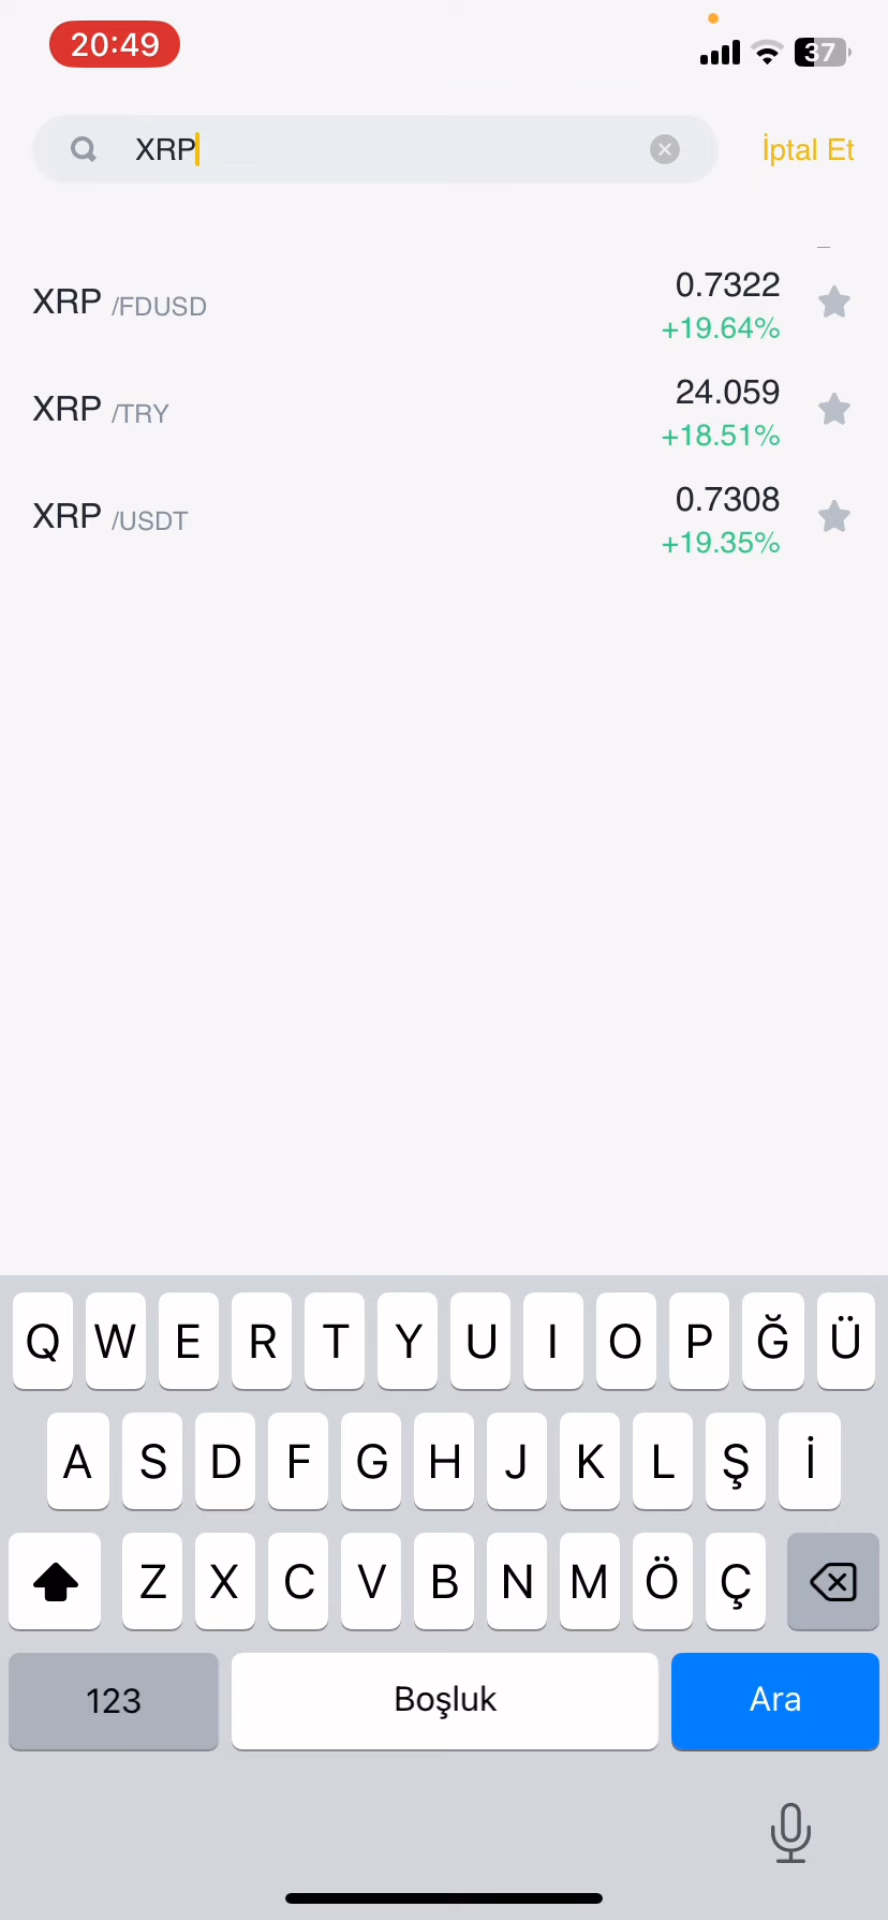 20:49
37
XRP
İptal Et
XRP /FDUSD
0.7322
+19.64%
XRP /TRY
24.059
+18.51%
XRP /USDT
0.7308
+19.35%
Q W E R T Y U I O P Ğ Ü
A S D F G H J K L Ş İ
Z X C V B N M Ö Ç
123 Boşluk Ara